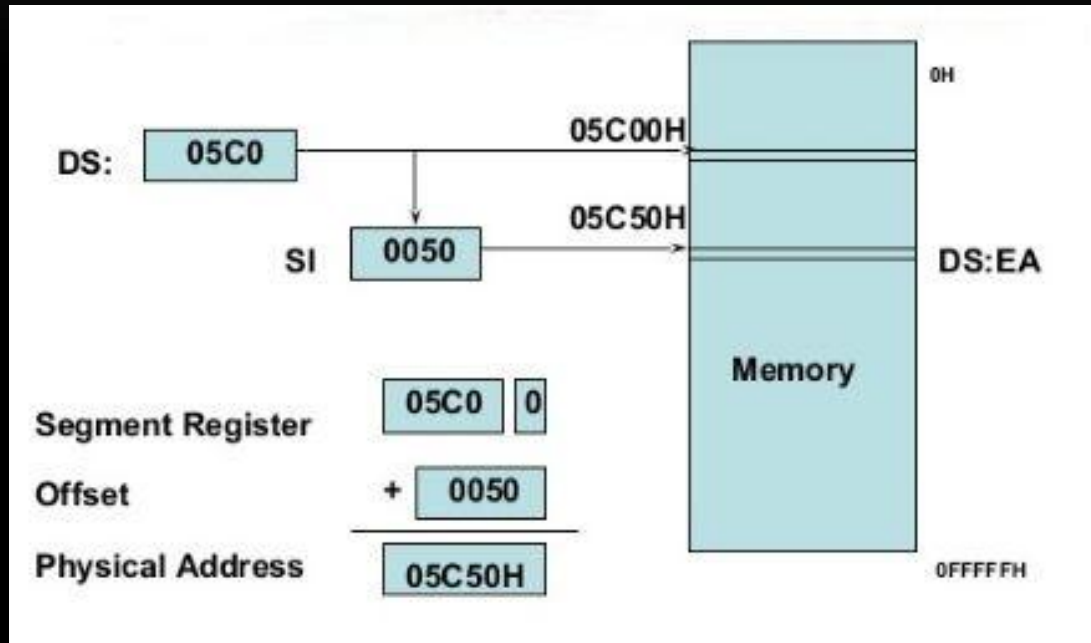 0H
05C00H
DS: 05C0
05C50H
SI 0050
DS:EA
Memory
Segment Register 05C0 0
Offset + 0050
Physical Address 05C50H
0FFFFFH